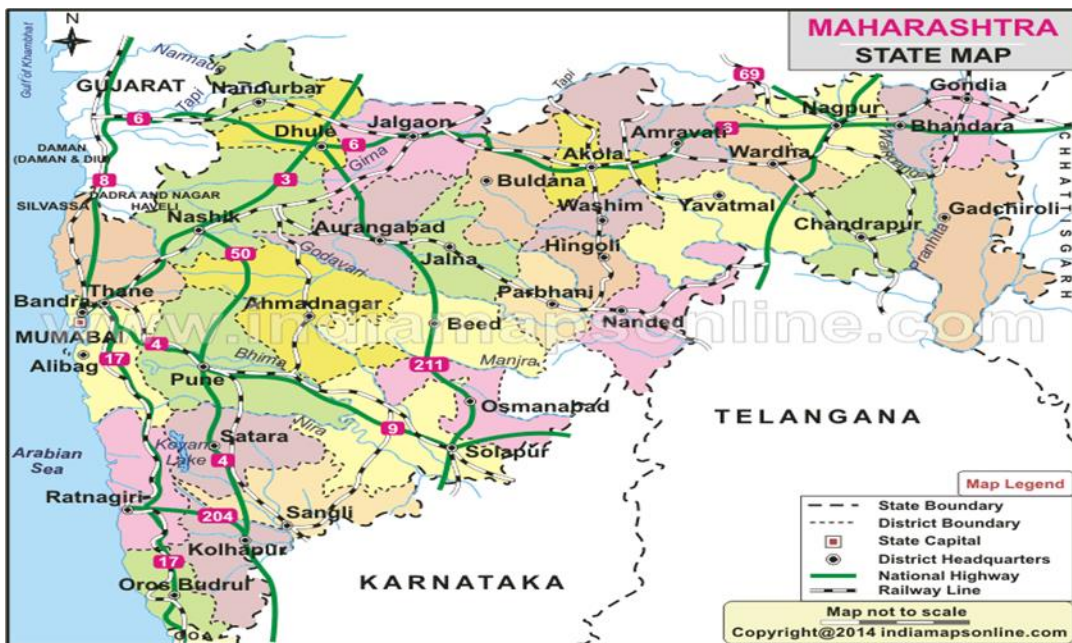 MAHARASHTRA
STATE MAP
N
Gulf of Khambhat
Narmada
GUJARAT
Tapi
Nandurbar
6
Dhule
Jalgaon
6
Girna
Tapi
69
Nagpur
Gondia
Amravati
Bhandara
Akola
Wardha
Buldana
DAMAN
(DAMAN & DIU)
8
3
DADRA AND NAGAR
HAVELI
SILVASSA
Nashik
Aurangabad
Washim
Yavatmal
Chandrapur
Gadchiroli
Pranhita
CHHATTISGARH
50
Godavari
Jalna
Hingoli
Thane
Bandra
Ahmadnagar
Parbhani
Beed
Nanded
www.indiamapsonline.com
MUMABAI
4
Alibag
17
Pune
Bhima
211
Manjra
Osmanabad
TELANGANA
Nira
9
Satara
Solapur
Arabian
Sea
Lake
4
Ratnagiri
204
Sangli
Kolhapur
17
Oros Budrul
KARNATAKA
GOA
Map Legend
State Boundary
District Boundary
State Capital
District Headquarters
National Highway
Railway Line
Map not to scale
Copyright@2014 indiamapsonline.com